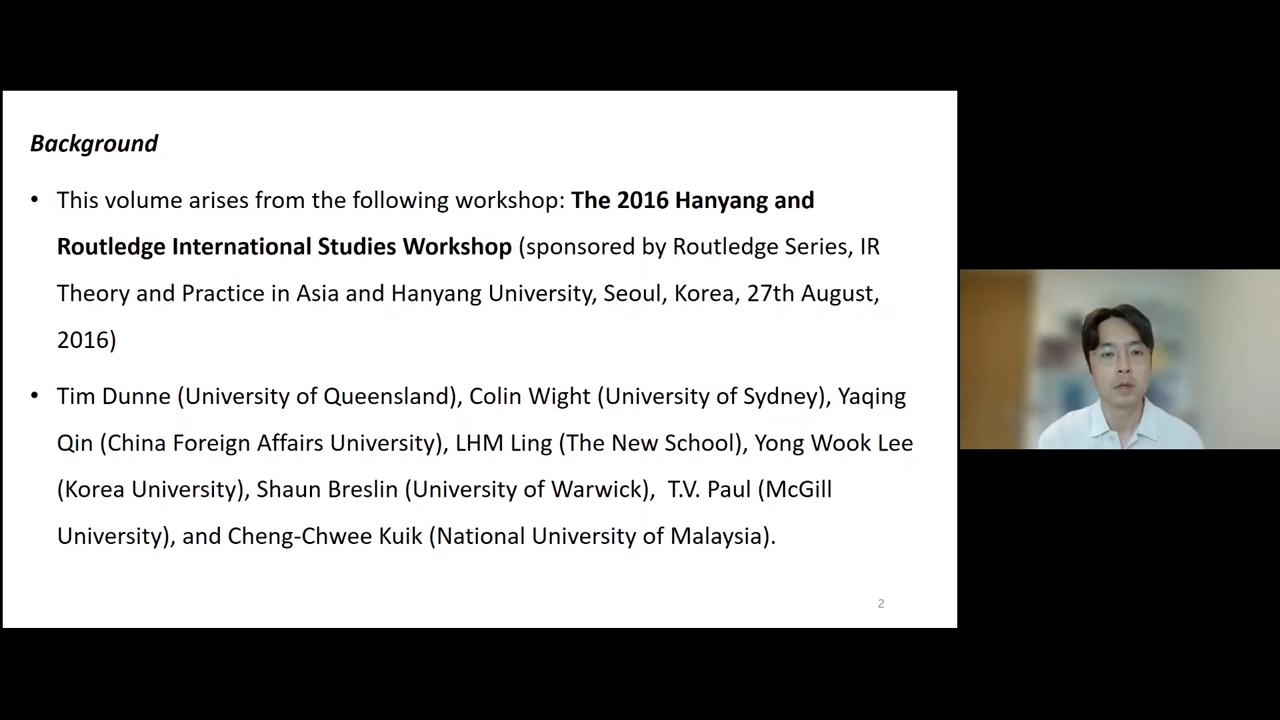 Background
• This volume arises from the following workshop: The 2016 Hanyang and
Routledge International Studies Workshop (sponsored by Routledge Series, IR
Theory and Practice in Asia and Hanyang University, Seoul, Korea, 27th August,
2016)
• Tim Dunne (University of Queensland), Colin Wight (University of Sydney), Yaqing
Qin (China Foreign Affairs University), LHM Ling (The New School), Yong Wook Lee
(Korea University), Shaun Breslin (University of Warwick),  T.V. Paul (McGill
University), and Cheng-Chwee Kuik (National University of Malaysia).
2